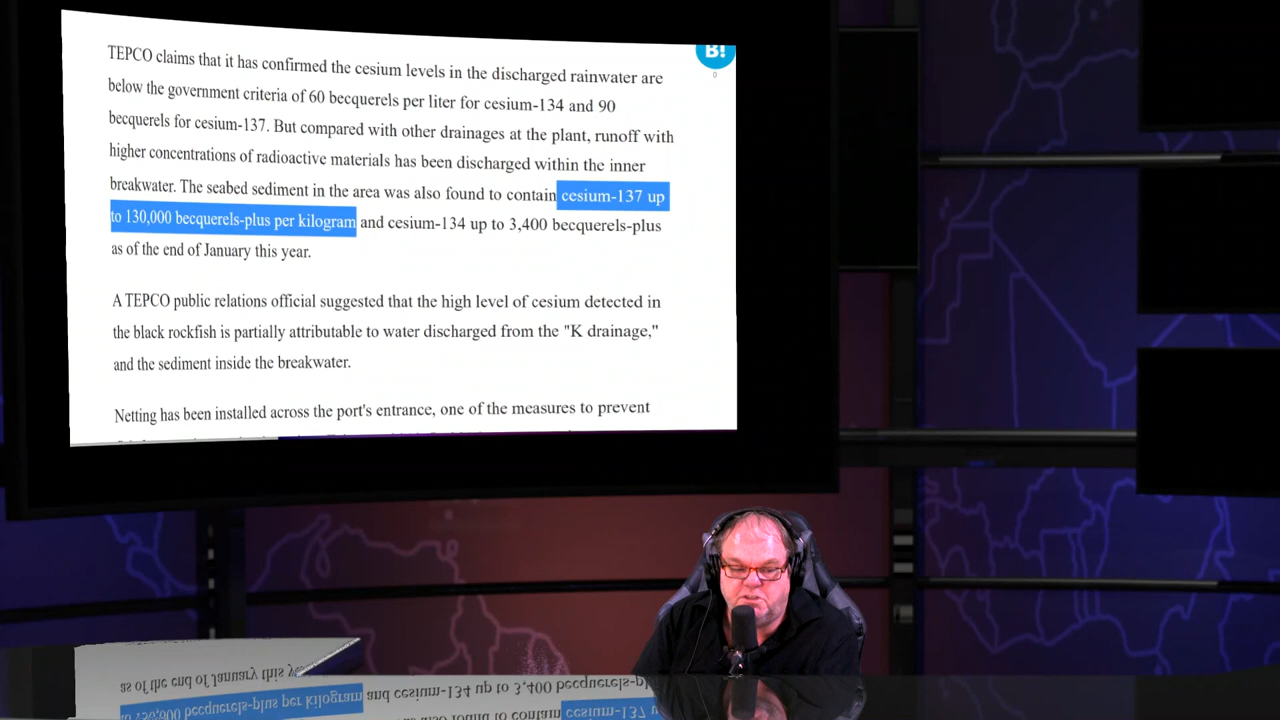 TEPCO claims that it has confirmed the cesium levels in the discharged rainwater are
below the government criteria of 60 becquerels per liter for cesium-134 and 90
becquerels for cesium-137. But compared with other drainages at the plant, runoff with
higher concentrations of radioactive materials has been discharged within the inner
breakwater. The seabed sediment in the area was also found to contain cesium-137 up
to 130,000 becquerels-plus per kilogram and cesium-134 up to 3,400 becquerels-plus
as of the end of January this year.
A TEPCO public relations official suggested that the high level of cesium detected in
the black rockfish is partially attributable to water discharged from the "K drainage,"
and the sediment inside the breakwater.
Netting has been installed across the port's entrance, one of the measures to prevent
B!
0